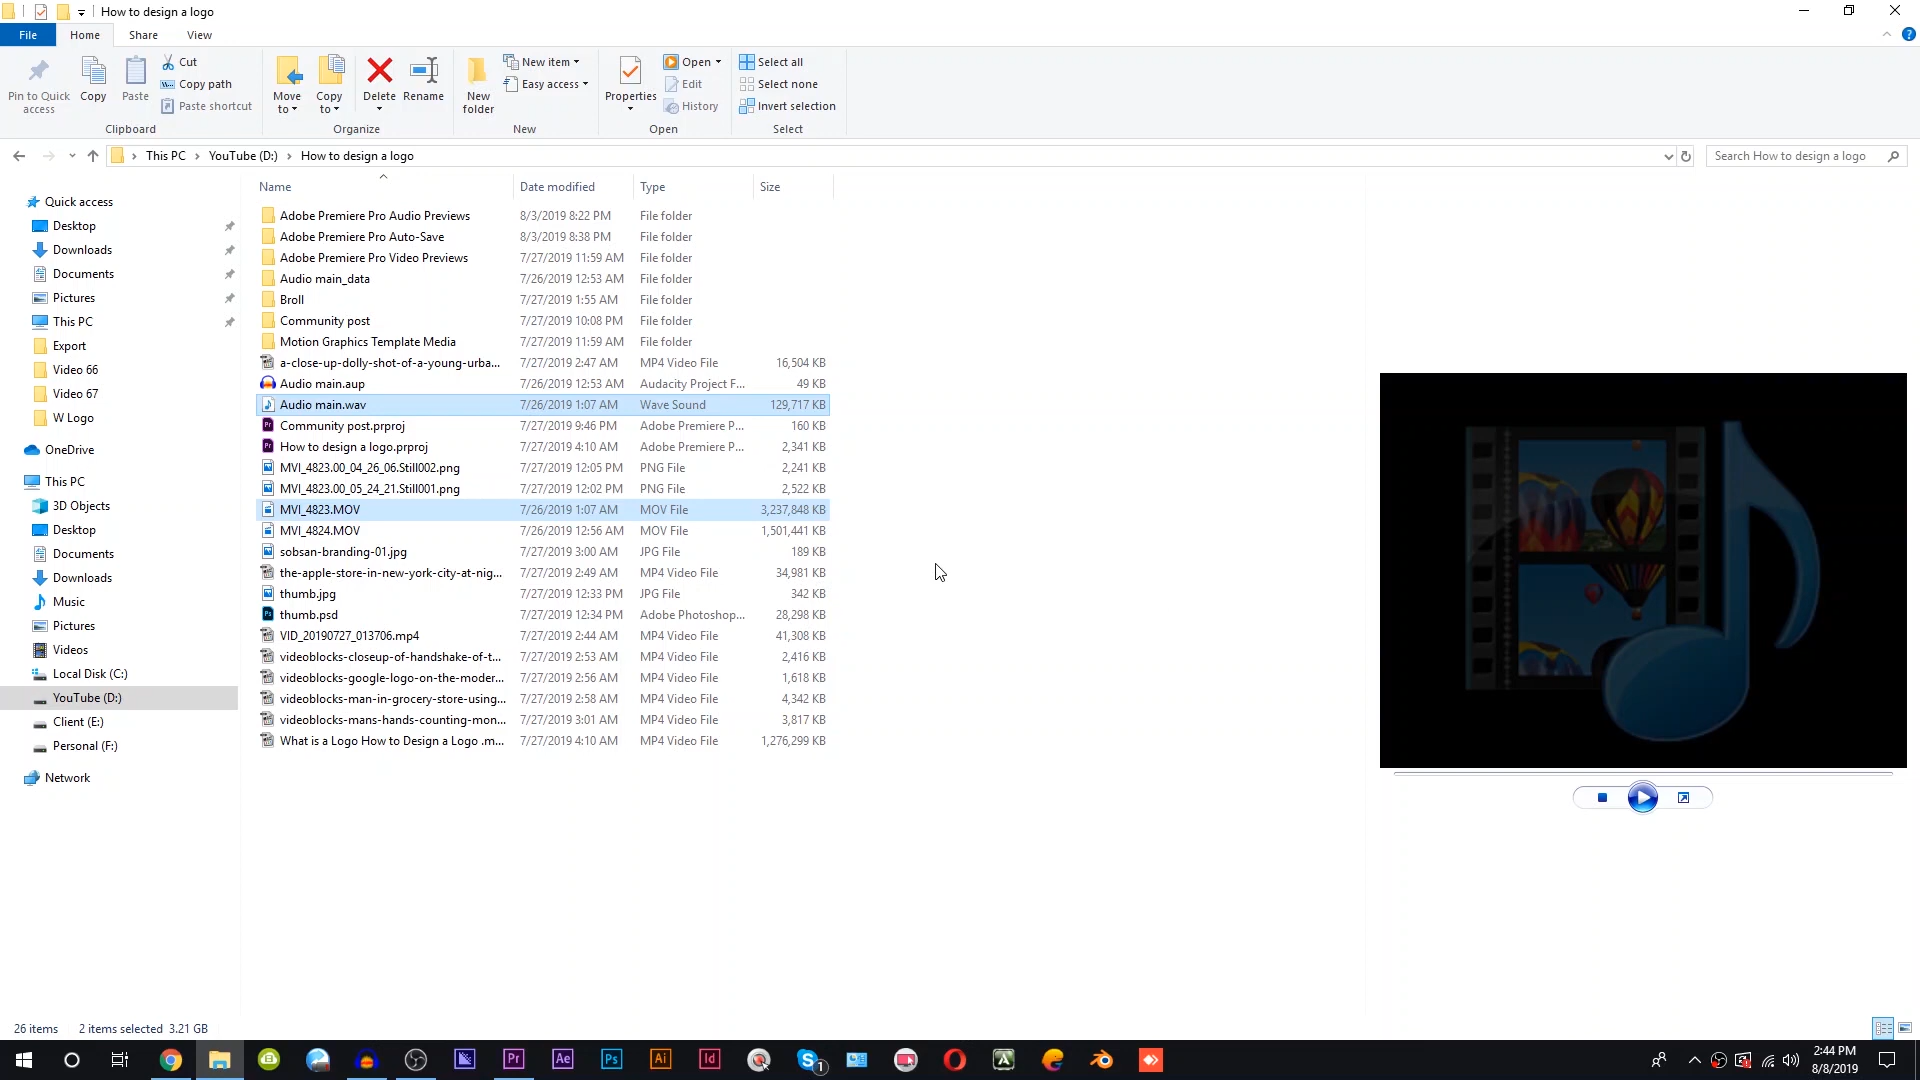 How to design a logo
File Home Share View
Pin to Quick access
Copy
Paste
Cut
Copy path
Paste shortcut
Clipboard
Move to
Copy to
Delete
Rename
Organize
New folder
New item
Easy access
New
Properties
Open
Edit
History
Open
Select all
Select none
Invert selection
Select
This PC › YouTube (D:) › How to design a logo
Search How to design a logo
Name Date modified Type Size
Quick access
Desktop
Downloads
Documents
Pictures
This PC
Export
Video 66
Video 67
W Logo
OneDrive
This PC
3D Objects
Desktop
Documents
Downloads
Music
Pictures
Videos
Local Disk (C:)
YouTube (D:)
Client (E:)
Personal (F:)
Network
Adobe Premiere Pro Audio Previews 8/3/2019 8:22 PM File folder
Adobe Premiere Pro Auto-Save 8/3/2019 8:38 PM File folder
Adobe Premiere Pro Video Previews 7/27/2019 11:59 AM File folder
Audio main_data 7/26/2019 12:53 AM File folder
Broll 7/27/2019 1:55 AM File folder
Community post 7/27/2019 10:08 PM File folder
Motion Graphics Template Media 7/27/2019 11:59 AM File folder
a-close-up-dolly-shot-of-a-young-urba... 7/27/2019 2:47 AM MP4 Video File 16,504 KB
Audio main.aup 7/26/2019 12:53 AM Audacity Project F... 49 KB
Audio main.wav 7/26/2019 1:07 AM Wave Sound 129,717 KB
Community post.prproj 7/27/2019 9:46 PM Adobe Premiere P... 160 KB
How to design a logo.prproj 7/27/2019 4:10 AM Adobe Premiere P... 2,341 KB
MVI_4823.00_04_26_06.Still002.png 7/27/2019 12:05 PM PNG File 2,241 KB
MVI_4823.00_05_24_21.Still001.png 7/27/2019 12:02 PM PNG File 2,522 KB
MVI_4823.MOV 7/26/2019 1:07 AM MOV File 3,237,848 KB
MVI_4824.MOV 7/26/2019 12:56 AM MOV File 1,501,441 KB
sobsan-branding-01.jpg 7/27/2019 3:00 AM JPG File 189 KB
the-apple-store-in-new-york-city-at-nig... 7/27/2019 2:49 AM MP4 Video File 34,981 KB
thumb.jpg 7/27/2019 12:33 PM JPG File 342 KB
thumb.psd 7/27/2019 12:34 PM Adobe Photoshop... 28,298 KB
VID_20190727_013706.mp4 7/27/2019 2:44 AM MP4 Video File 41,308 KB
videoblocks-closeup-of-handshake-of-t... 7/27/2019 2:53 AM MP4 Video File 2,416 KB
videoblocks-google-logo-on-the-moder... 7/27/2019 2:56 AM MP4 Video File 1,618 KB
videoblocks-man-in-grocery-store-using... 7/27/2019 2:58 AM MP4 Video File 4,342 KB
videoblocks-mans-hands-counting-mon... 7/27/2019 3:01 AM MP4 Video File 3,817 KB
What is a Logo How to Design a Logo .m... 7/27/2019 4:10 AM MP4 Video File 1,276,299 KB
26 items 2 items selected 3.21 GB
Pr Ae Ps Ai Id 1
2:44 PM
8/8/2019